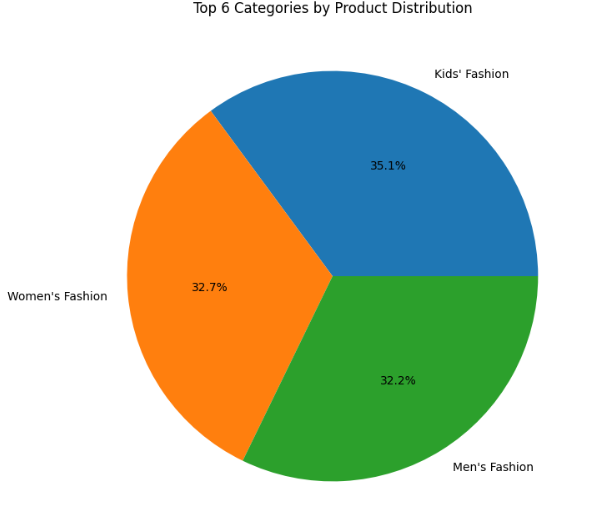 Top 6 Categories by Product Distribution
Kids' Fashion
35.1%
Women's Fashion
32.7%
32.2%
Men's Fashion